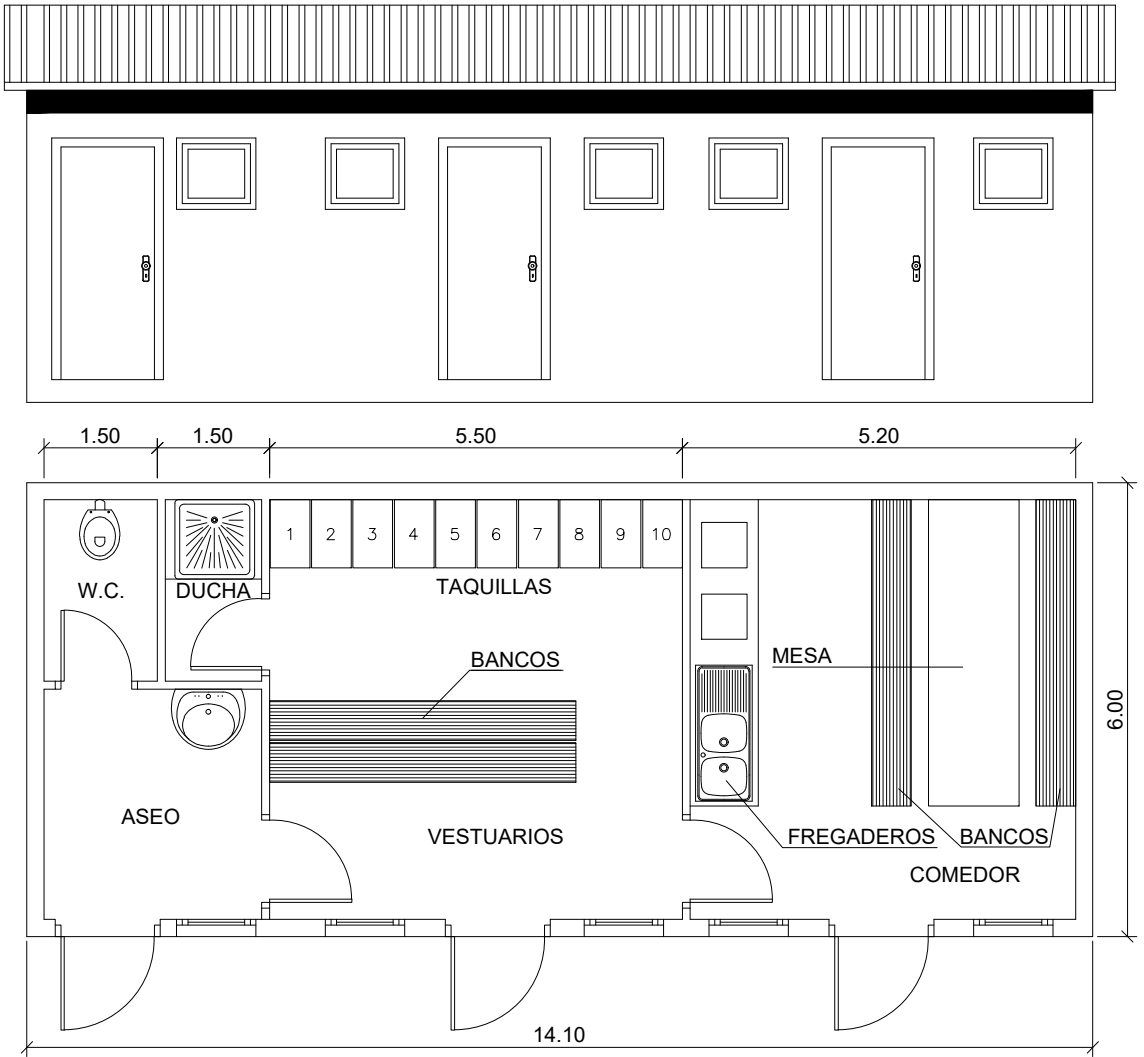 1.50 1.50 5.50 5.20
1 2 3 4 5 6 7 8 9 10
W.C. DUCHA TAQUILLAS
BANCOS MESA
6.00
ASEO VESTUARIOS FREGADEROS BANCOS
COMEDOR
14.10